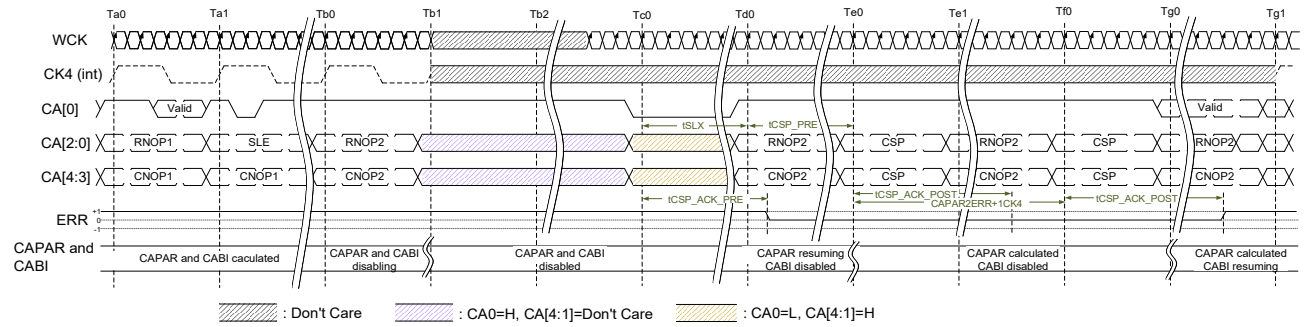 Ta0 Ta1 Tb0 Tb1 Tb2 Tc0 Td0 Te0 Te1 Tf0 Tg0 Tg1
WCK
CK4 (int)
CA[0] Valid Valid
tSLX tCSP_PRE
CA[2:0] RNOP1 SLE RNOP2 RNOP2 CSP RNOP2 CSP RNOP2
CA[4:3] CNOP1 CNOP1 CNOP2 CNOP2 CSP CNOP2 CSP CNOP2
tCSP_ACK_PRE tCSP_ACK_POST tCSP_ACK_POST
CAPAR2ERR+1CK4
ERR +1 0 -1
CAPAR and CABI
CAPAR and CABI caculated
CAPAR and CABI disabling
CAPAR and CABI disabled
CAPAR resuming CABI disabled
CAPAR calculated CABI disabled
CAPAR calculated CABI resuming
: Don't Care : CA0=H, CA[4:1]=Don't Care : CA0=L, CA[4:1]=H